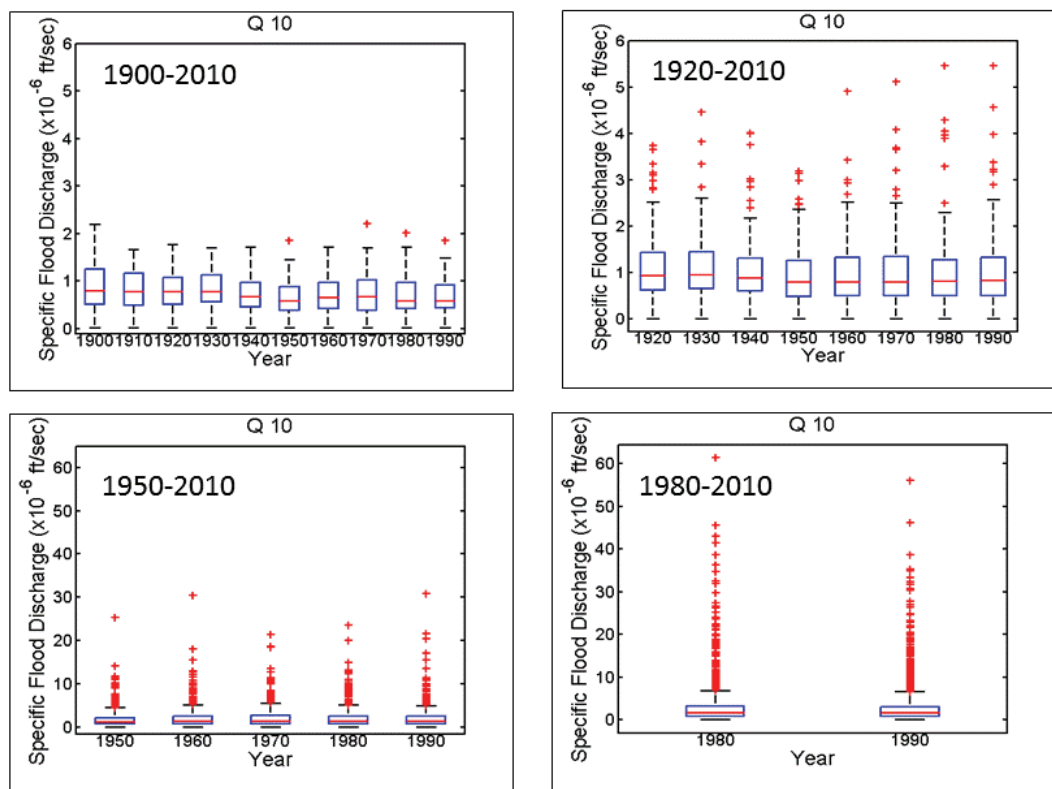 Q 10
Specific Flood Discharge (x10⁻⁶ ft/sec)
6
5
4
3
2
1
0
1900-2010
1900 1910 1920 1930 1940 1950 1960 1970 1980 1990
Year
Q 10
Specific Flood Discharge (x10⁻⁶ ft/sec)
6
5
4
3
2
1
0
1920-2010
1920 1930 1940 1950 1960 1970 1980 1990
Year
Q 10
Specific Flood Discharge (x10⁻⁶ ft/sec)
60
50
40
30
20
10
0
1950-2010
1950 1960 1970 1980 1990
Year
Q 10
Specific Flood Discharge (x10⁻⁶ ft/sec)
60
50
40
30
20
10
0
1980-2010
1980 1990
Year